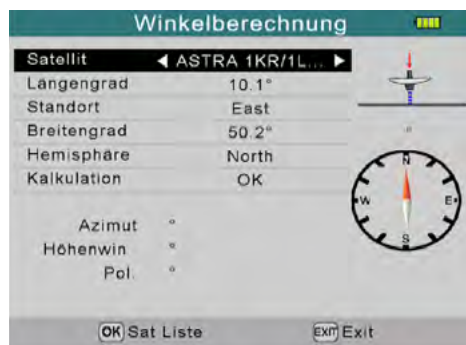 Winkelberechnung
Satellit ◀ ASTRA 1KR/1L... ▶
Längengrad 10.1°
Standort East
Breitengrad 50.2°
Hemisphäre North
Kalkulation OK
Azimut °
Höhenwin °
Pol. °
°
N
W E
S
OK Sat Liste
EXIT Exit